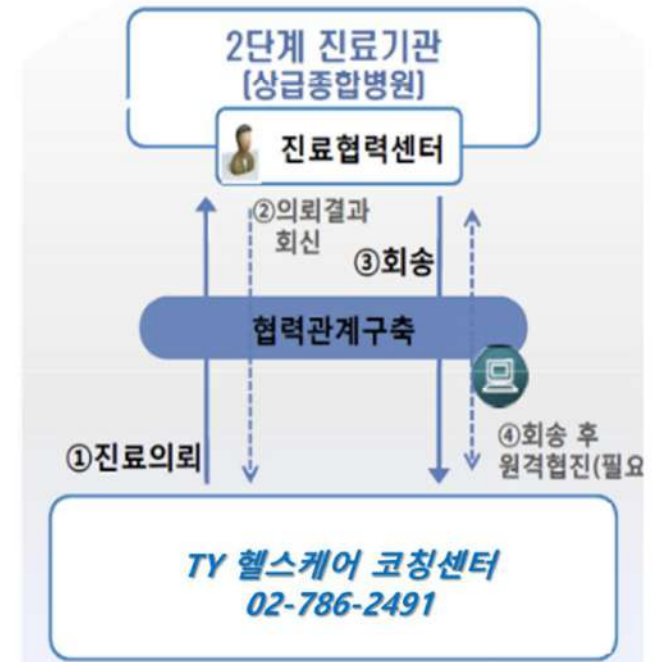 2단계 진료기관
[상급종합병원]
진료협력센터
②의뢰결과
회신
③회송
협력관계구축
①진료의뢰
④회송 후
원격협진(필요
TY 헬스케어 코칭센터
02-786-2491